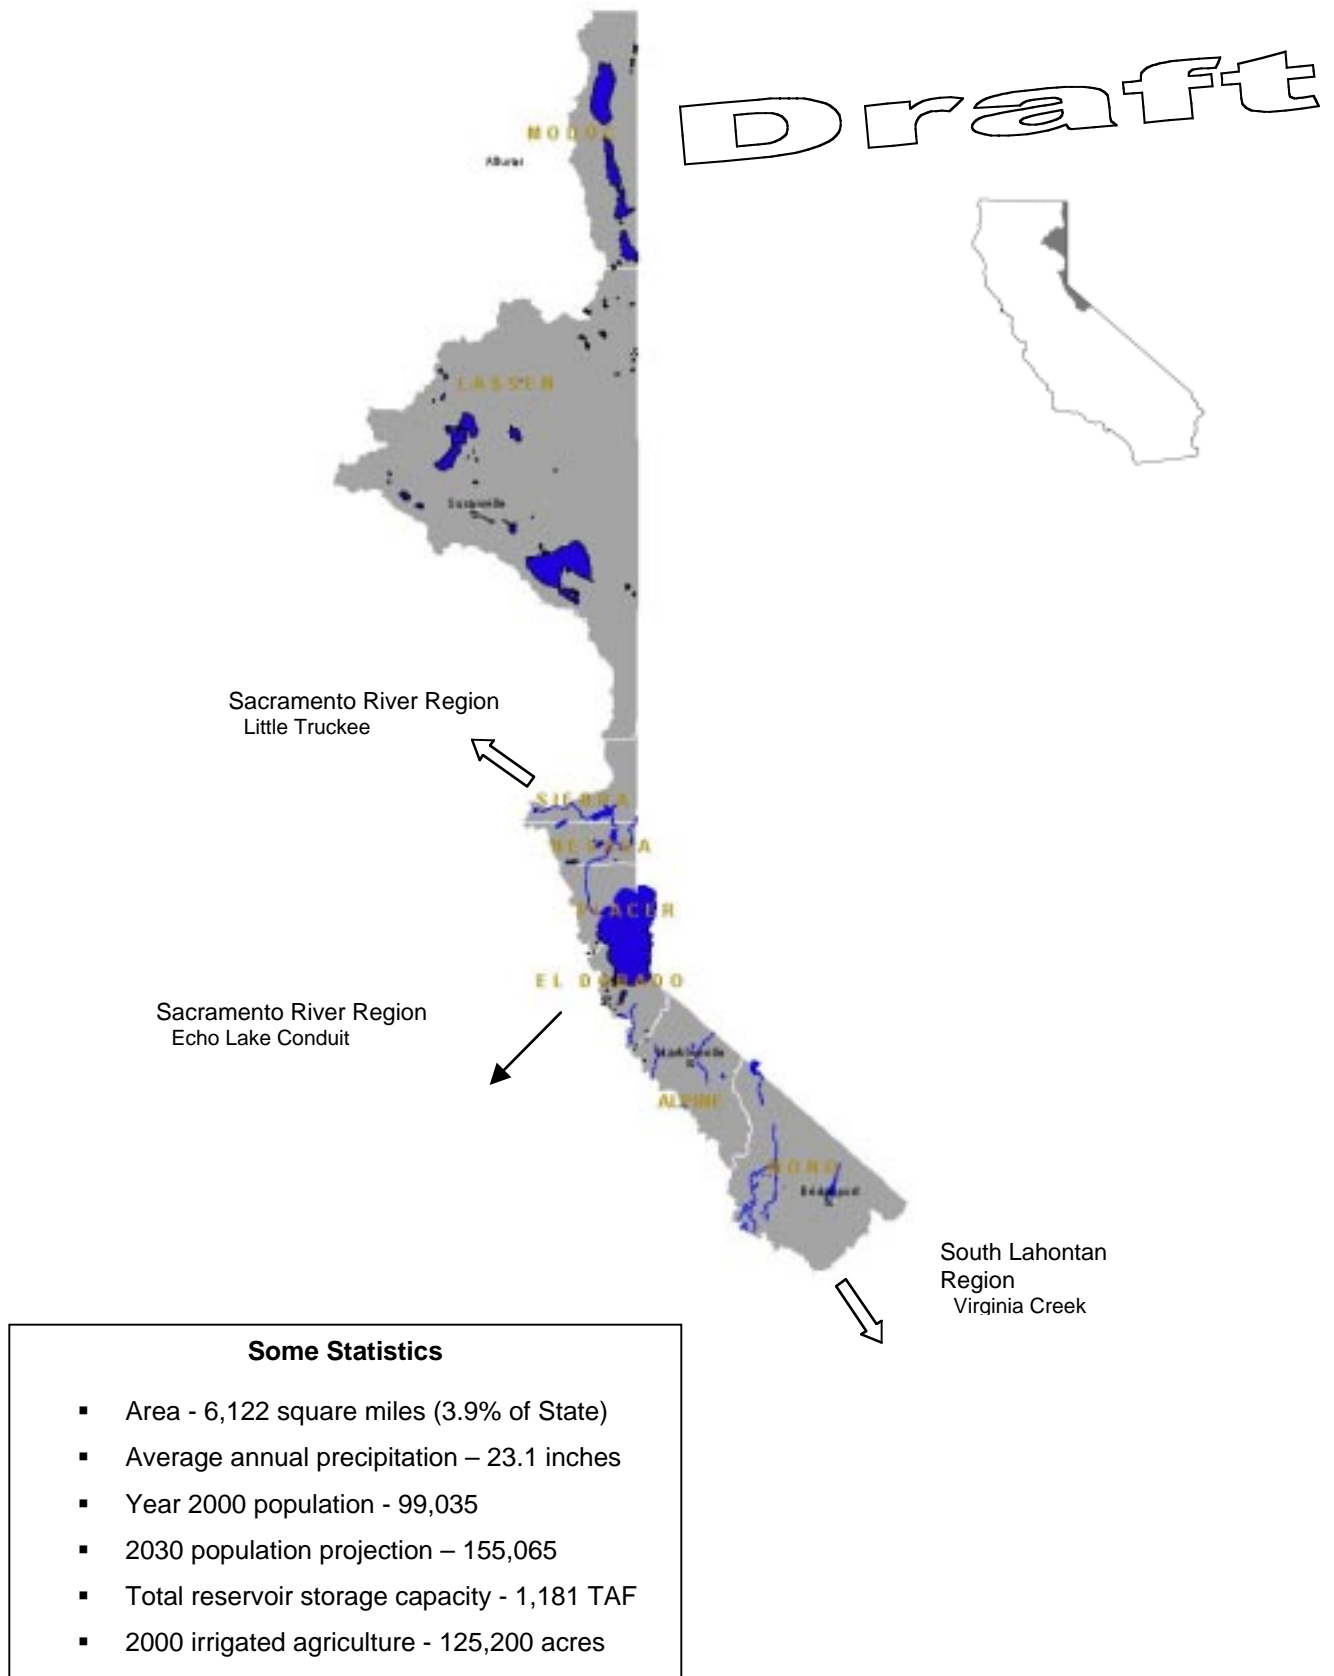 Draft
MODOC
Alturas
LASSEN
Susanville
Sacramento River Region
Little Truckee
SIERRA
NEVADA
PLACER
EL DORADO
Sacramento River Region
Echo Lake Conduit
Markleeville
ALPINE
MONO
Bridgeport
South Lahontan
Region
Virginia Creek
Some Statistics
▪ Area - 6,122 square miles (3.9% of State)
▪ Average annual precipitation – 23.1 inches
▪ Year 2000 population - 99,035
▪ 2030 population projection – 155,065
▪ Total reservoir storage capacity - 1,181 TAF
▪ 2000 irrigated agriculture - 125,200 acres